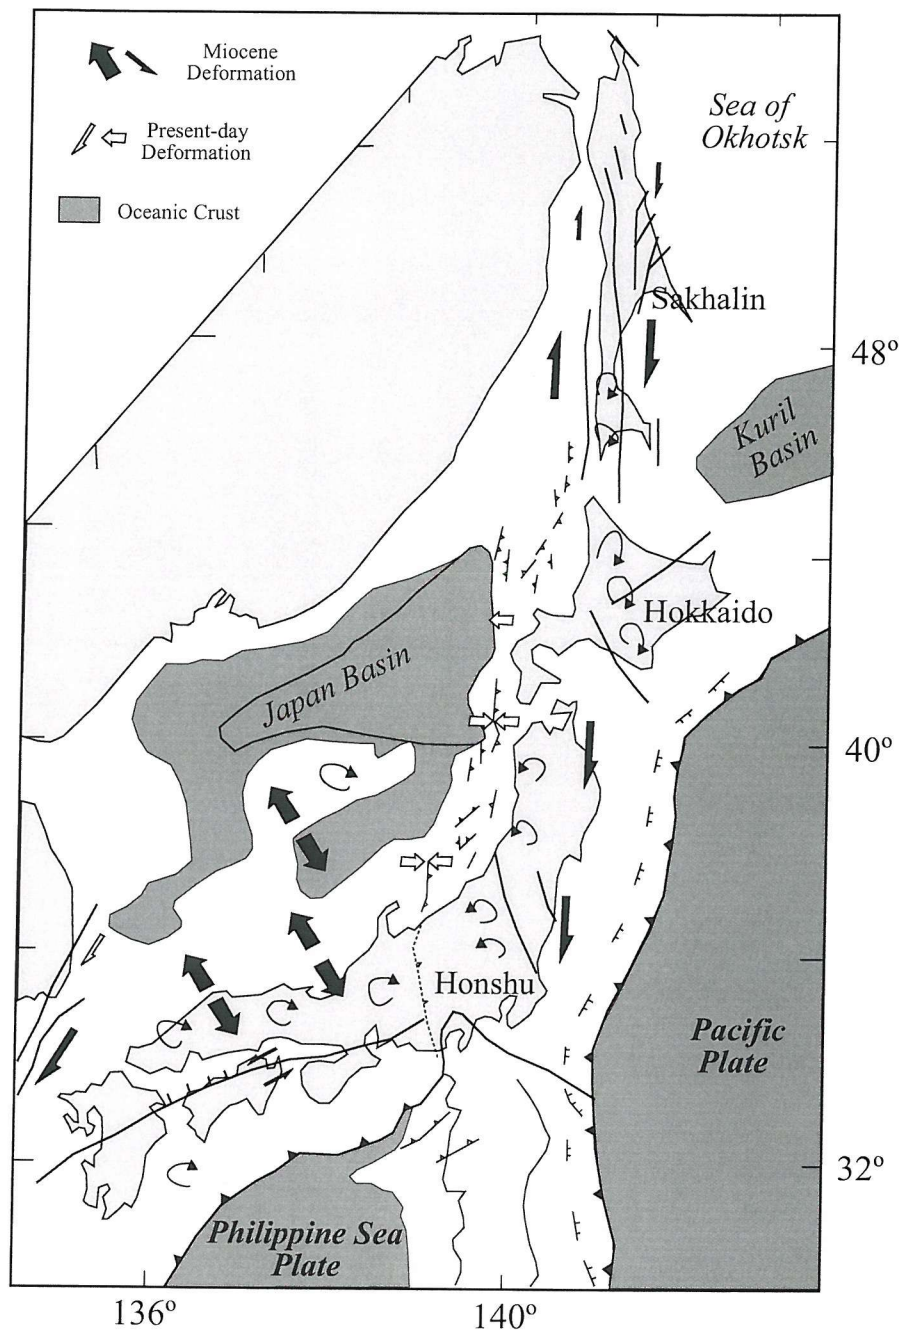 Miocene
Deformation
Present-day
Deformation
Oceanic Crust
Sea of
Okhotsk
Sakhalin
48º
Kuril
Basin
Hokkaido
Japan Basin
40º
Honshu
Pacific
Plate
32º
Philippine Sea
Plate
136º
140º